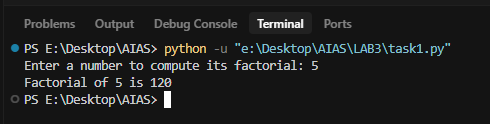 Problems Output Debug Console Terminal Ports
PS E:\Desktop\AIAS> python -u "e:\Desktop\AIAS\LAB3\task1.py"
Enter a number to compute its factorial: 5
Factorial of 5 is 120
PS E:\Desktop\AIAS>